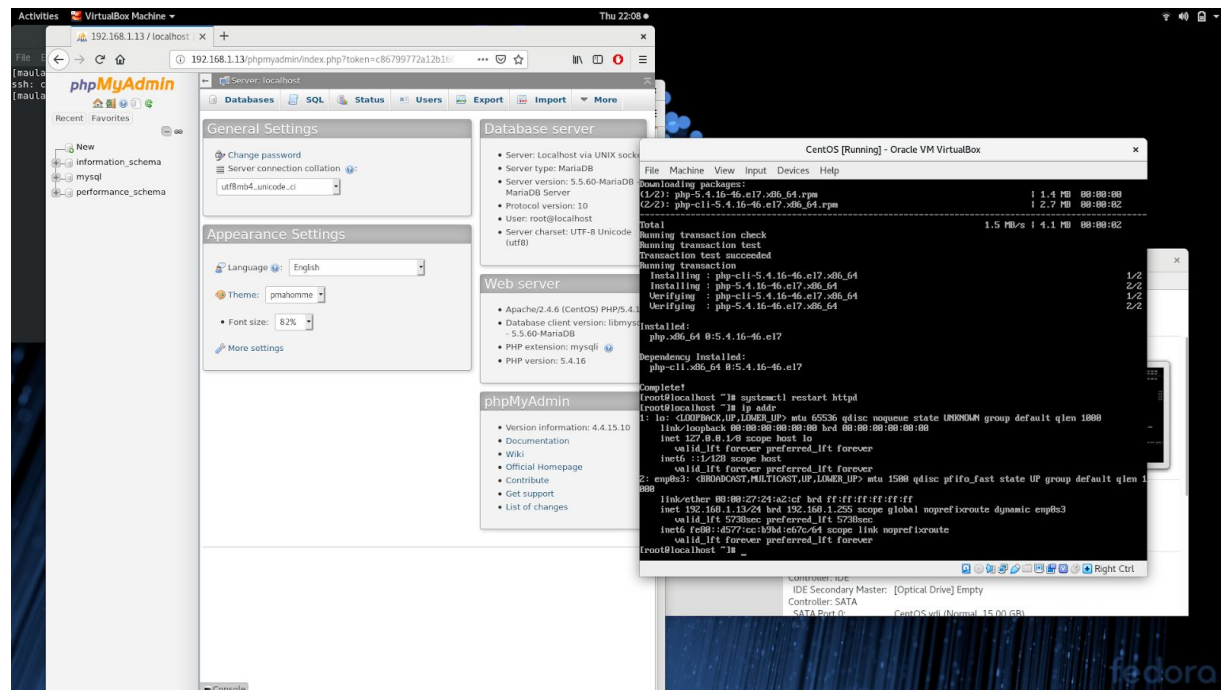 Activities VirtualBox Machine Thu 22:08
192.168.1.13 / localhost
File
[maula
ssh: c
[maula
192.168.1.13/phpmyadmin/index.php?token=c86799772a12b16
phpMyAdmin
Recent Favorites
New
information_schema
mysql
performance_schema
Server: localhost
Databases SQL Status Users Export Import More
General Settings
Change password
Server connection collation :
utf8mb4_unicode_ci
Appearance Settings
Language : English
Theme: pmahomme
Font size: 82%
More settings
Database server
Server: Localhost via UNIX socke
Server type: MariaDB
Server version: 5.5.60-MariaDB -
MariaDB Server
Protocol version: 10
User: root@localhost
Server charset: UTF-8 Unicode
(utf8)
Web server
Apache/2.4.6 (CentOS) PHP/5.4.1
Database client version: libmysq
- 5.5.60-MariaDB
PHP extension: mysqli
PHP version: 5.4.16
phpMyAdmin
Version information: 4.4.15.10
Documentation
Wiki
Official Homepage
Contribute
Get support
List of changes
Console
CentOS [Running] - Oracle VM VirtualBox
File Machine View Input Devices Help
Downloading packages:
(1/2): php-5.4.16-46.el7.x86_64.rpm | 1.4 MB 00:00:00
(2/2): php-cli-5.4.16-46.el7.x86_64.rpm | 2.7 MB 00:00:02
--------------------------------------------------------------------------------
Total 1.5 MB/s | 4.1 MB 00:00:02
Running transaction check
Running transaction test
Transaction test succeeded
Running transaction
Installing : php-cli-5.4.16-46.el7.x86_64 1/2
Installing : php-5.4.16-46.el7.x86_64 2/2
Verifying : php-cli-5.4.16-46.el7.x86_64 1/2
Verifying : php-5.4.16-46.el7.x86_64 2/2
Installed:
php.x86_64 0:5.4.16-46.el7
Dependency Installed:
php-cli.x86_64 0:5.4.16-46.el7
Complete!
[root@localhost ~]# systemctl restart httpd
[root@localhost ~]# ip addr
1: lo: <LOOPBACK,UP,LOWER_UP> mtu 65536 qdisc noqueue state UNKNOWN group default qlen 1000
link/loopback 00:00:00:00:00:00 brd 00:00:00:00:00:00
inet 127.0.0.1/8 scope host lo
valid_lft forever preferred_lft forever
inet6 ::1/128 scope host
valid_lft forever preferred_lft forever
2: enp0s3: <BROADCAST,MULTICAST,UP,LOWER_UP> mtu 1500 qdisc pfifo_fast state UP group default qlen 1
000
link/ether 08:00:27:24:a2:cf brd ff:ff:ff:ff:ff:ff
inet 192.168.1.13/24 brd 192.168.1.255 scope global noprefixroute dynamic enp0s3
valid_lft 5738sec preferred_lft 5738sec
inet6 fe80::d577:cc:b9bd:c67c/64 scope link noprefixroute
valid_lft forever preferred_lft forever
[root@localhost ~]# _
Right Ctrl
Controller: IDE
IDE Secondary Master: [Optical Drive] Empty
Controller: SATA
SATA Port 0: CentOS.vdi (Normal, 15.00 GB)
fedora